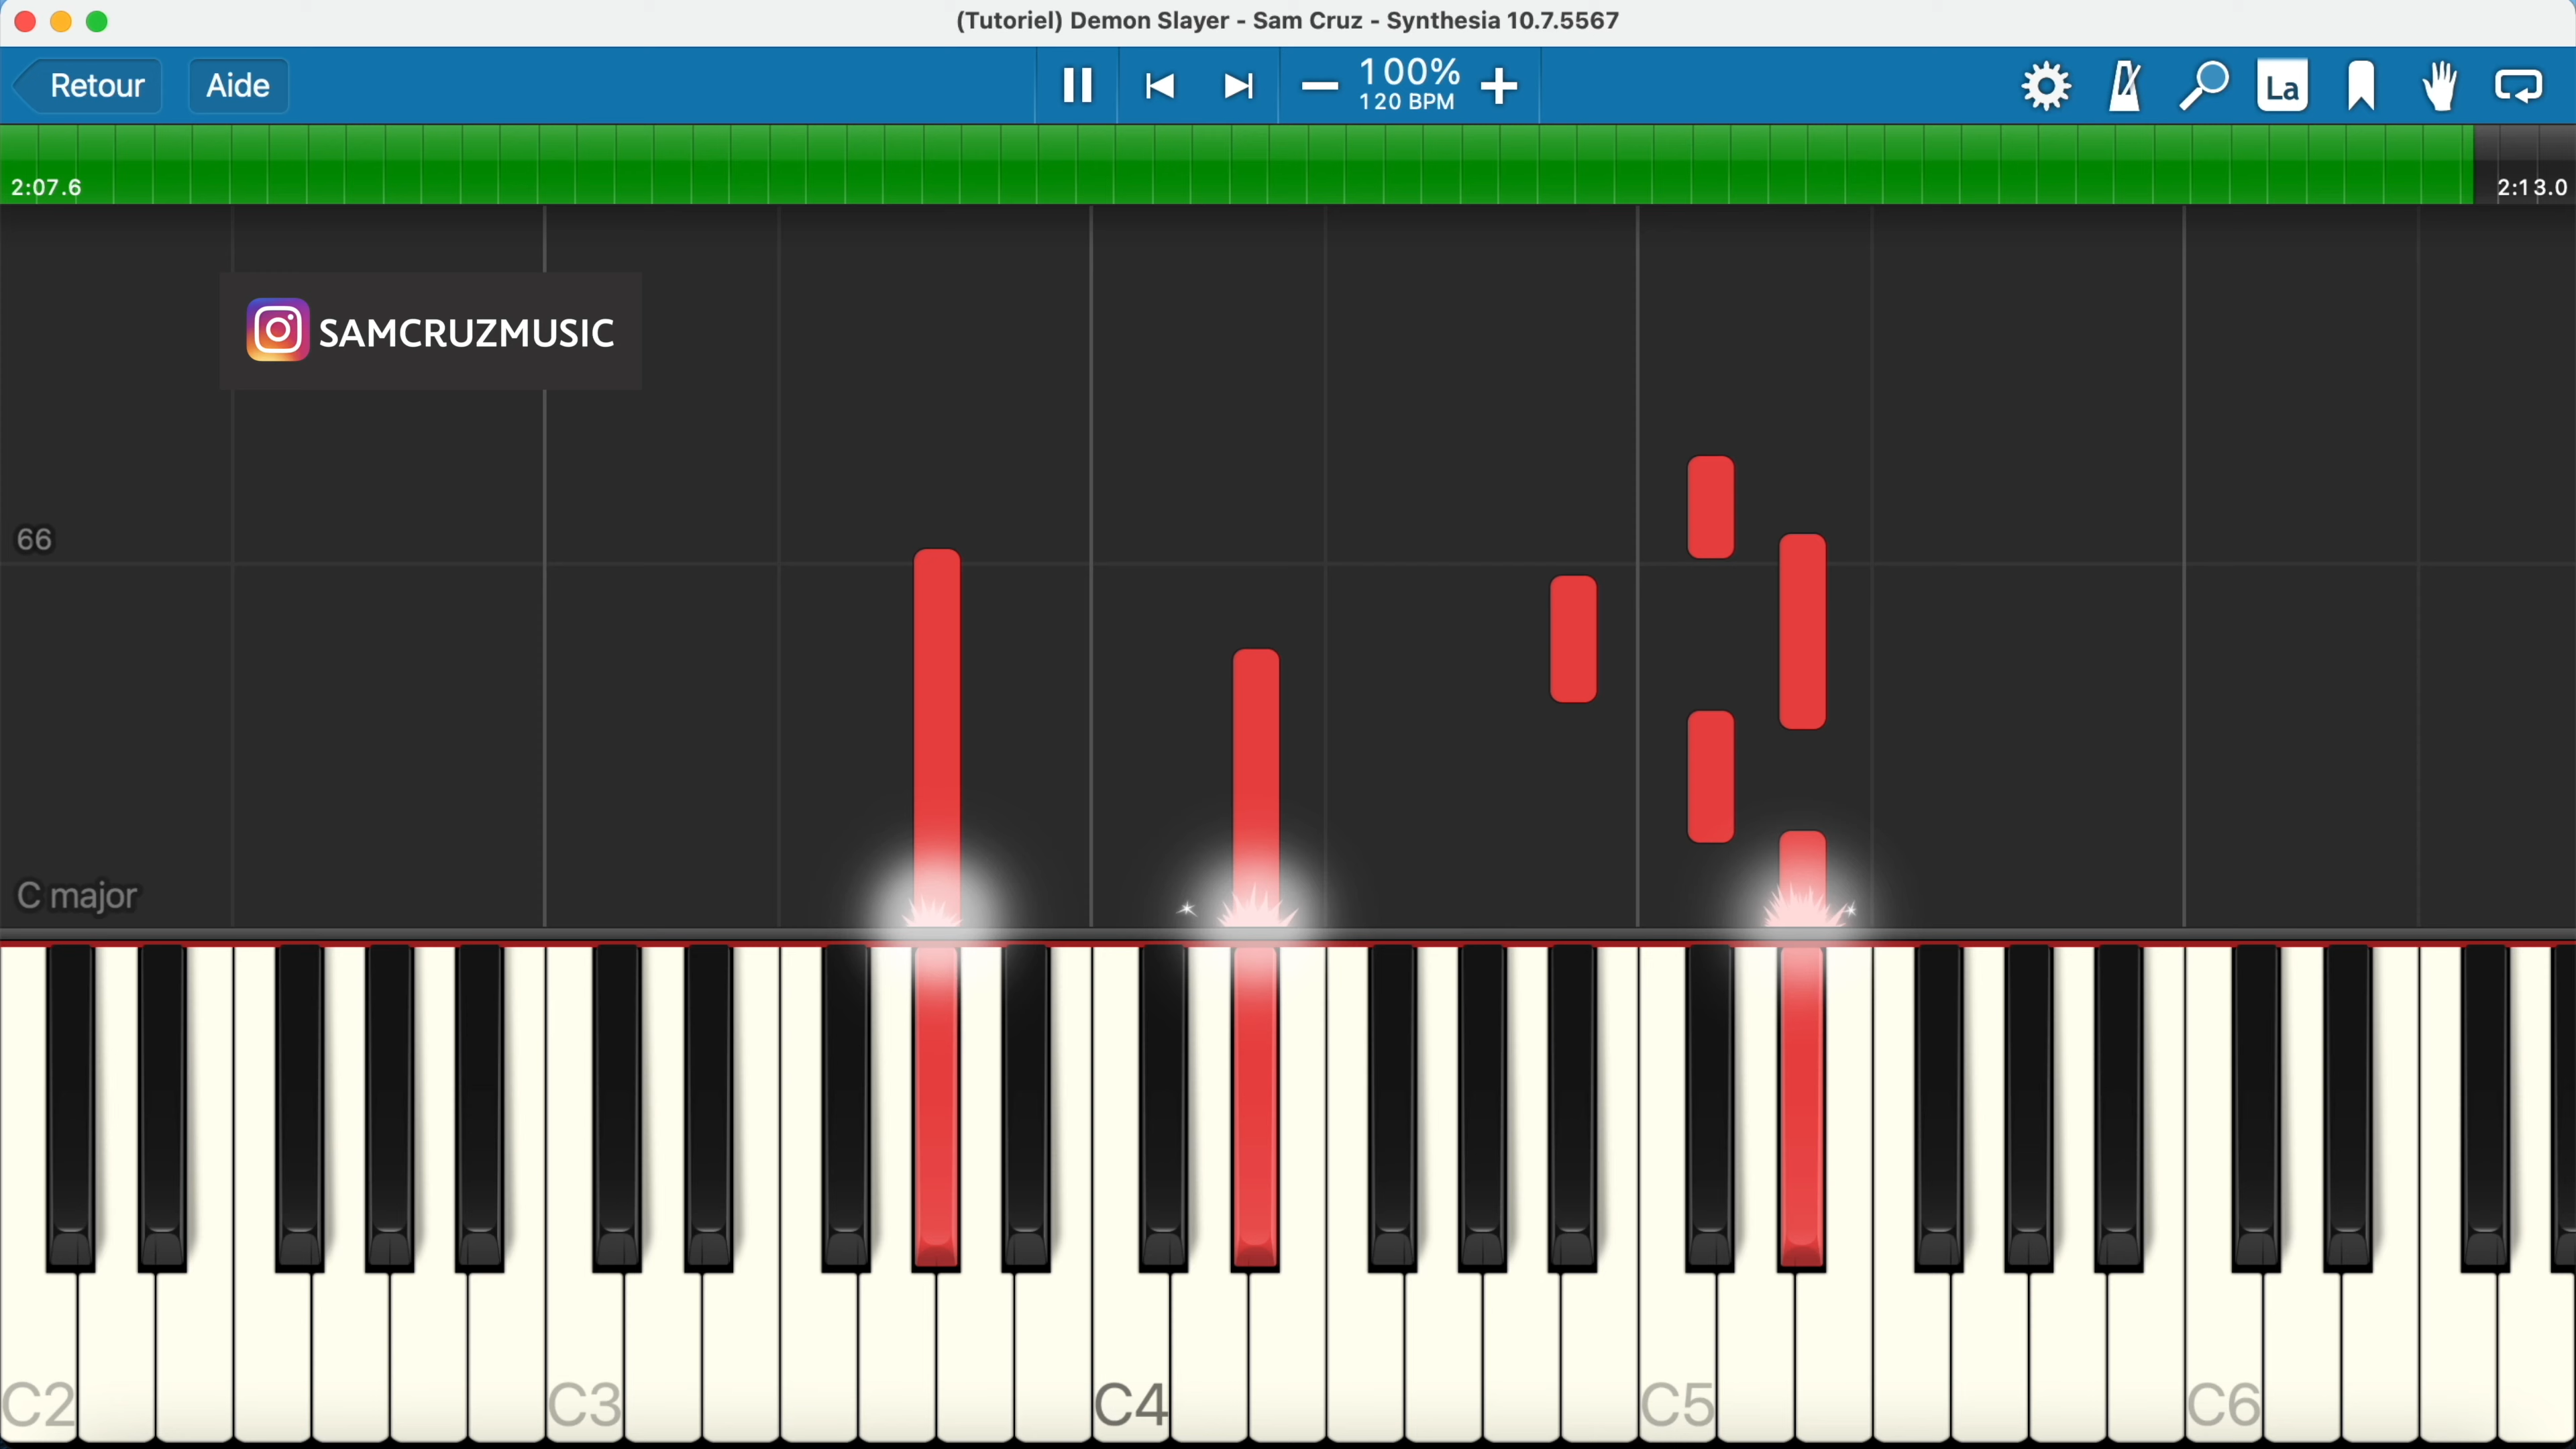 (Tutoriel) Demon Slayer - Sam Cruz - Synthesia 10.7.5567
Retour
Aide
100%
120 BPM
La
2:07.6
2:13.0
SAMCRUZMUSIC
66
C major
C2
C3
C4
C5
C6